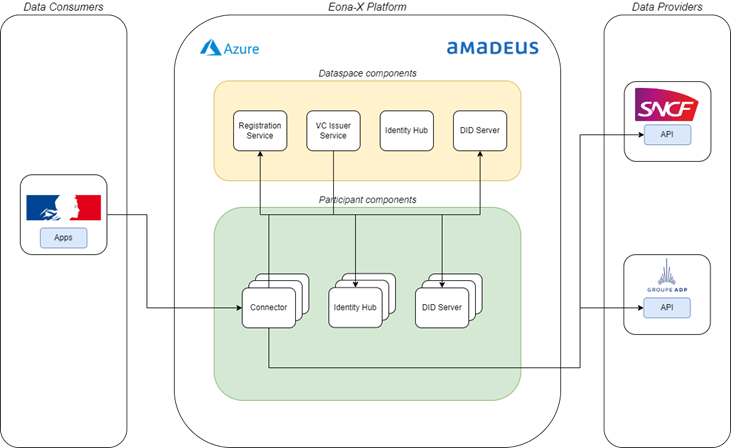 Data Consumers
Eona-X Platform
Data Providers
Azure
amadeus
Dataspace components
Registration
Service
VC Issuer
Service
Identity Hub
DID Server
SNCF
API
Participant components
Apps
Connector
Identity Hub
DID Server
GROUPE ADP
API